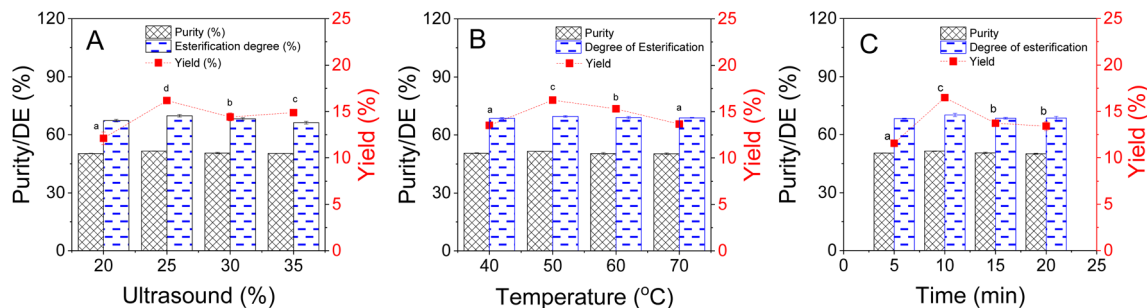 A
Purity (%)
Esterification degree (%)
Yield (%)
a
d
b
c
120
90
60
30
0
25
20
15
10
5
0
20
25
30
35
Purity/DE (%)
Yield (%)
Ultrasound (%)
B
Purity
Degree of Esterification
Yield
a
c
b
a
120
90
60
30
0
25
20
15
10
5
0
40
50
60
70
Purity/DE (%)
Yield (%)
Temperature (°C)
C
Purity
Degree of esterification
Yield
a
c
b
b
120
90
60
30
0
25
20
15
10
5
0
0
5
10
15
20
25
Purity/DE (%)
Yield (%)
Time (min)